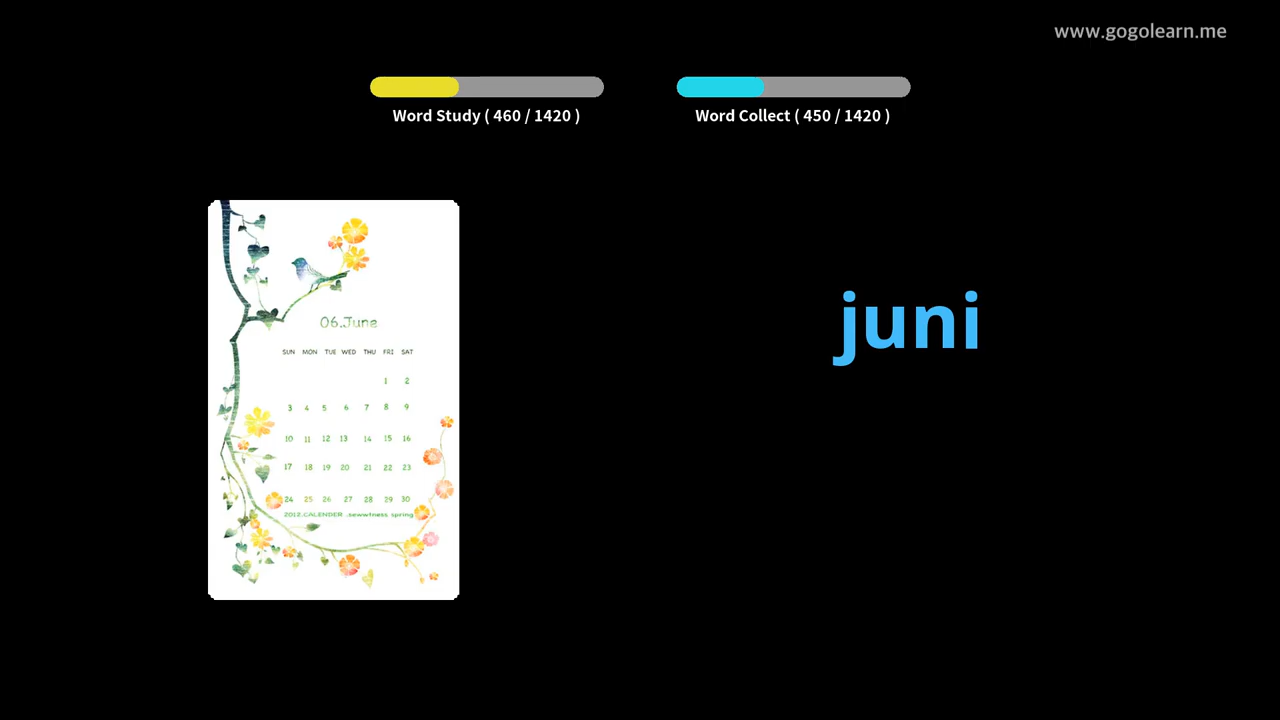 www.gogolearn.me
Word Study ( 460 / 1420 )
Word Collect ( 450 / 1420 )
06.June
SUN MON TUE WED THU FRI SAT
1 2
3 4 5 6 7 8 9
10 11 12 13 14 15 16
17 18 19 20 21 22 23
24 25 26 27 28 29 30
2012.CALENDER .sewwtness spring
juni